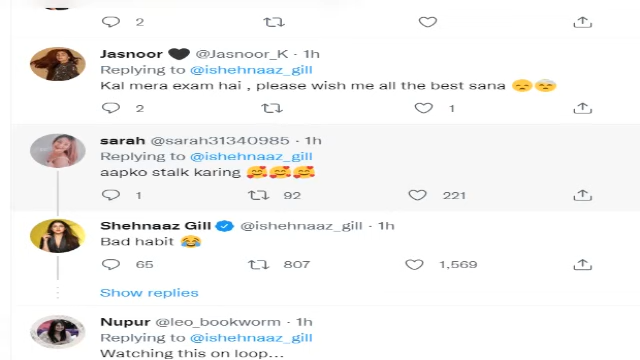 2
Jasnoor 🖤 @Jasnoor_K · 1h
Replying to @ishehnaaz_gill
Kal mera exam hai , please wish me all the best sana 😞🤕
2 1
sarah @sarah31340985 · 1h
Replying to @ishehnaaz_gill
aapko stalk karing 🥰🥰🥰
1 92 221
Shehnaaz Gill @ishehnaaz_gill · 1h
Bad habit 😂
65 807 1,569
Show replies
Nupur @leo_bookworm · 1h
Replying to @ishehnaaz_gill
Watching this on loop...